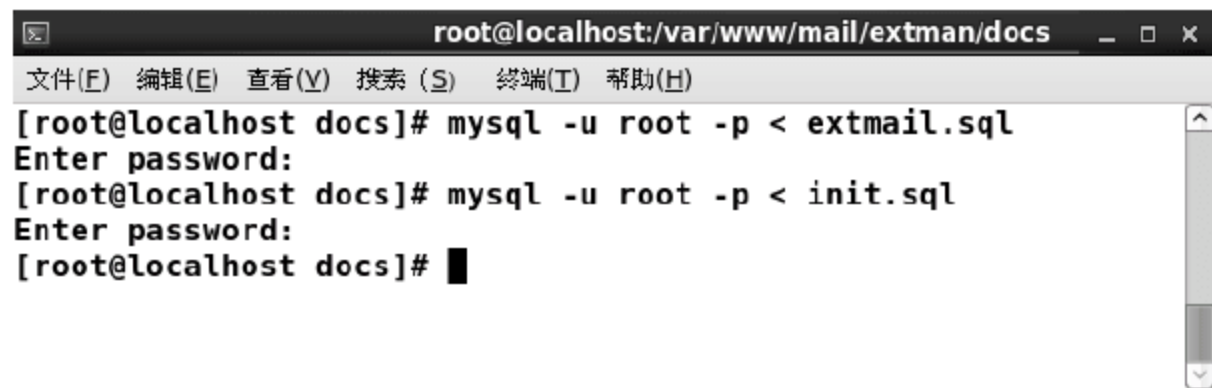 root@localhost:/var/www/mail/extman/docs
文件(F) 编辑(E) 查看(V) 搜索 (S) 终端(T) 帮助(H)
[root@localhost docs]# mysql -u root -p < extmail.sql
Enter password:
[root@localhost docs]# mysql -u root -p < init.sql
Enter password:
[root@localhost docs]#